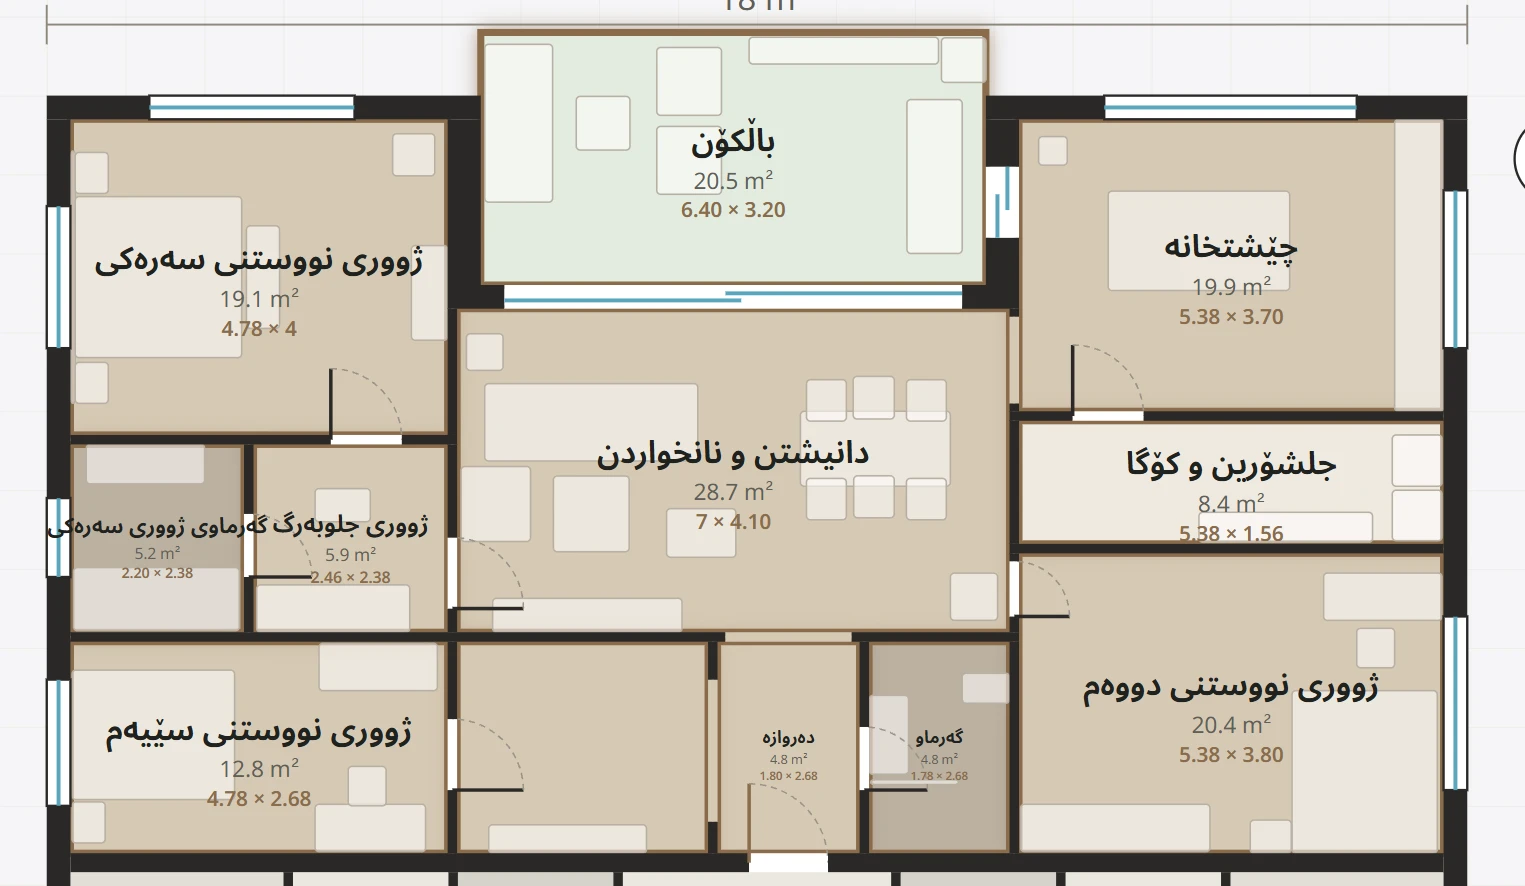 18 m
باڵکۆن
20.5 m²
6.40 × 3.20
ژووری نووستنی سەرەکی
19.1 m²
4.78 × 4
چێشتخانە
19.9 m²
5.38 × 3.70
دانیشتن و نانخواردن
28.7 m²
7 × 4.10
جلشۆرین و کۆگا
8.4 m²
5.38 × 1.56
گەرماوی ژووری سەرەکی
5.2 m²
2.20 × 2.38
ژووری جلوبەرگ
5.9 m²
2.46 × 2.38
ژووری نووستنی سێیەم
12.8 m²
4.78 × 2.68
دەروازە
4.8 m²
1.80 × 2.68
گەرماو
4.8 m²
1.78 × 2.68
ژووری نووستنی دووەم
20.4 m²
5.38 × 3.80